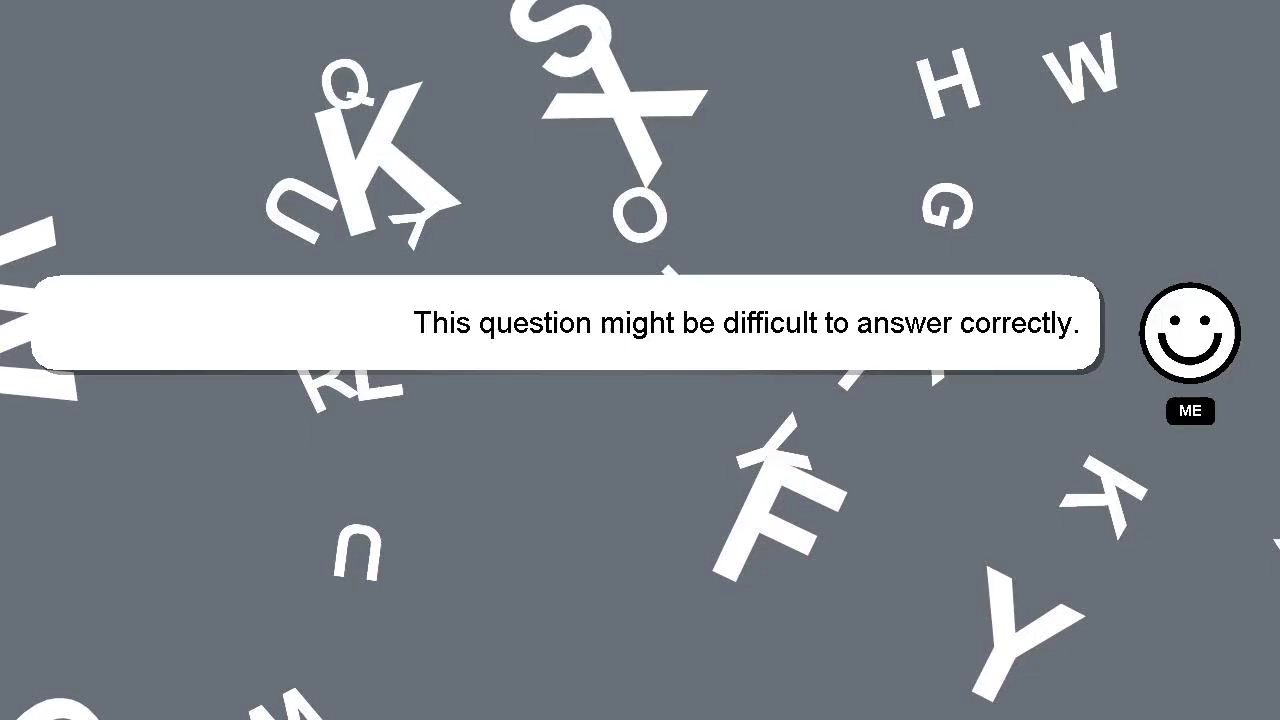 S
Q
H
W
X
K
U
Y
O
G
W
This question might be difficult to answer correctly.
ME
R
L
K
F
K
U
Y